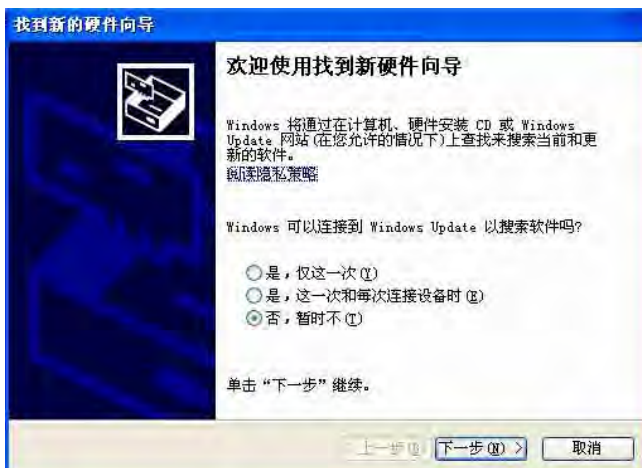 找到新的硬件向导
欢迎使用找到新硬件向导
Windows 将通过在计算机、硬件安装 CD 或 Windows
Update 网站(在您允许的情况下)上查找来搜索当前和更
新的软件。
阅读隐私策略
Windows 可以连接到 Windows Update 以搜索软件吗?
是，仅这一次(Y)
是，这一次和每次连接设备时(E)
否，暂时不(T)
单击“下一步”继续。
上一步(B) 下一步(N) > 取消